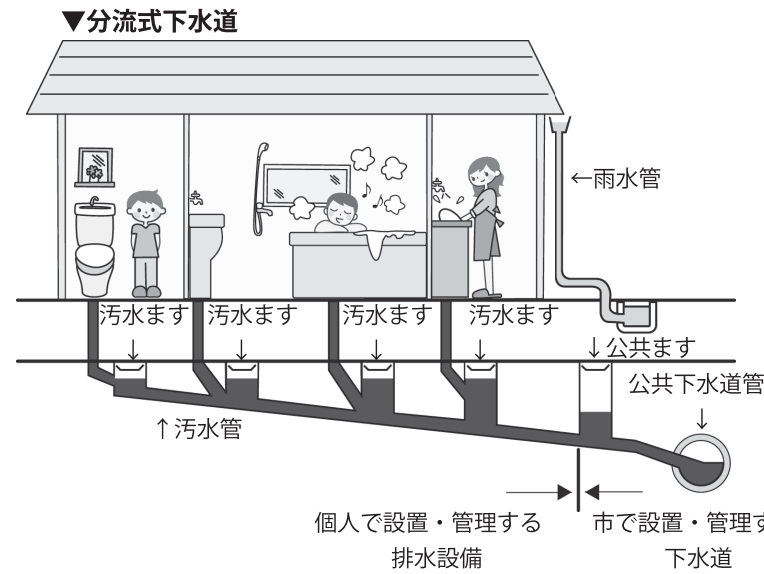 ▼分流式下水道
←雨水管
汚水ます
汚水ます
汚水ます
汚水ます
↓
↓
↓
↓
↓公共ます
公共下水道管
↓
↑汚水管
個人で設置・管理する
排水設備
市で設置・管理す
下水道